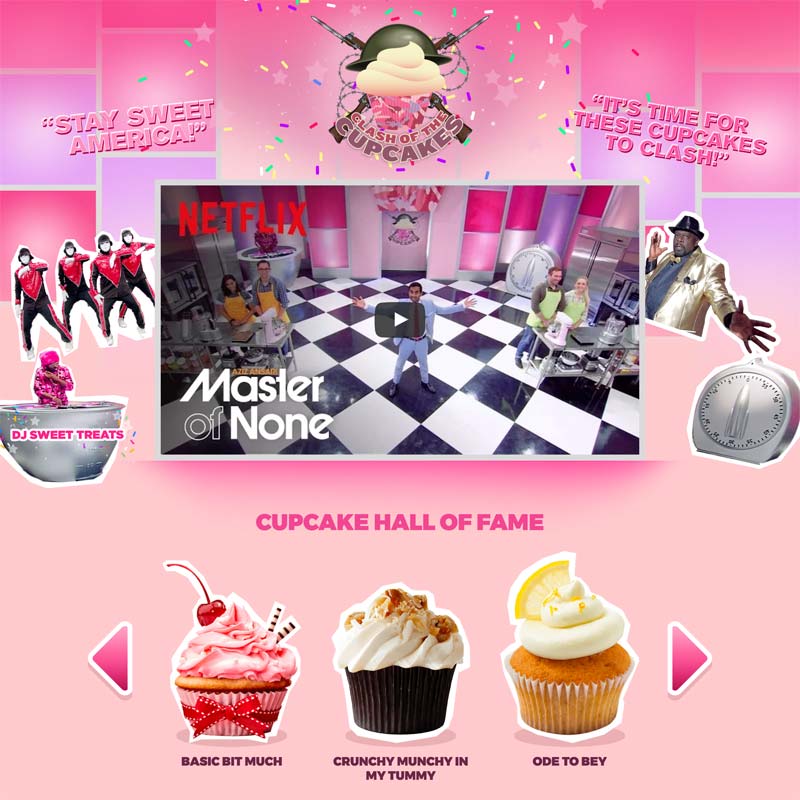 CLASH OF THE
CUPCAKES
“STAY SWEET
AMERICA!”
“IT’S TIME FOR
THESE CUPCAKES
TO CLASH!”
NETFLIX
AZIZ ANSARI
Master
of None
DJ SWEET TREATS
CUPCAKE HALL OF FAME
BASIC BIT MUCH
CRUNCHY MUNCHY IN
MY TUMMY
ODE TO BEY